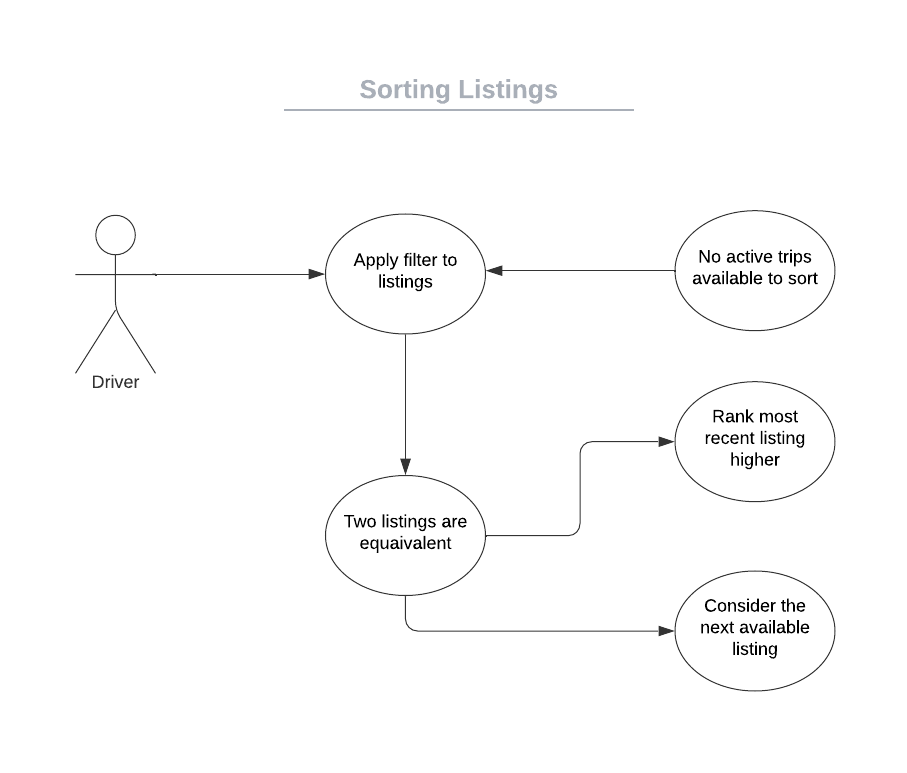 Sorting Listings
Apply filter to
listings
No active trips
available to sort
Driver
Rank most
recent listing
higher
Two listings are
equaivalent
Consider the
next available
listing